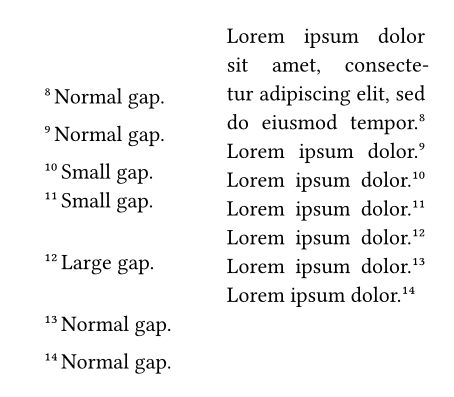 ⁸ Normal gap.
⁹ Normal gap.
¹⁰ Small gap.
¹¹ Small gap.
¹² Large gap.
¹³ Normal gap.
¹⁴ Normal gap.
Lorem ipsum dolor
sit amet, consecte-
tur adipiscing elit, sed
do eiusmod tempor.⁸
Lorem ipsum dolor.⁹
Lorem ipsum dolor.¹⁰
Lorem ipsum dolor.¹¹
Lorem ipsum dolor.¹²
Lorem ipsum dolor.¹³
Lorem ipsum dolor.¹⁴